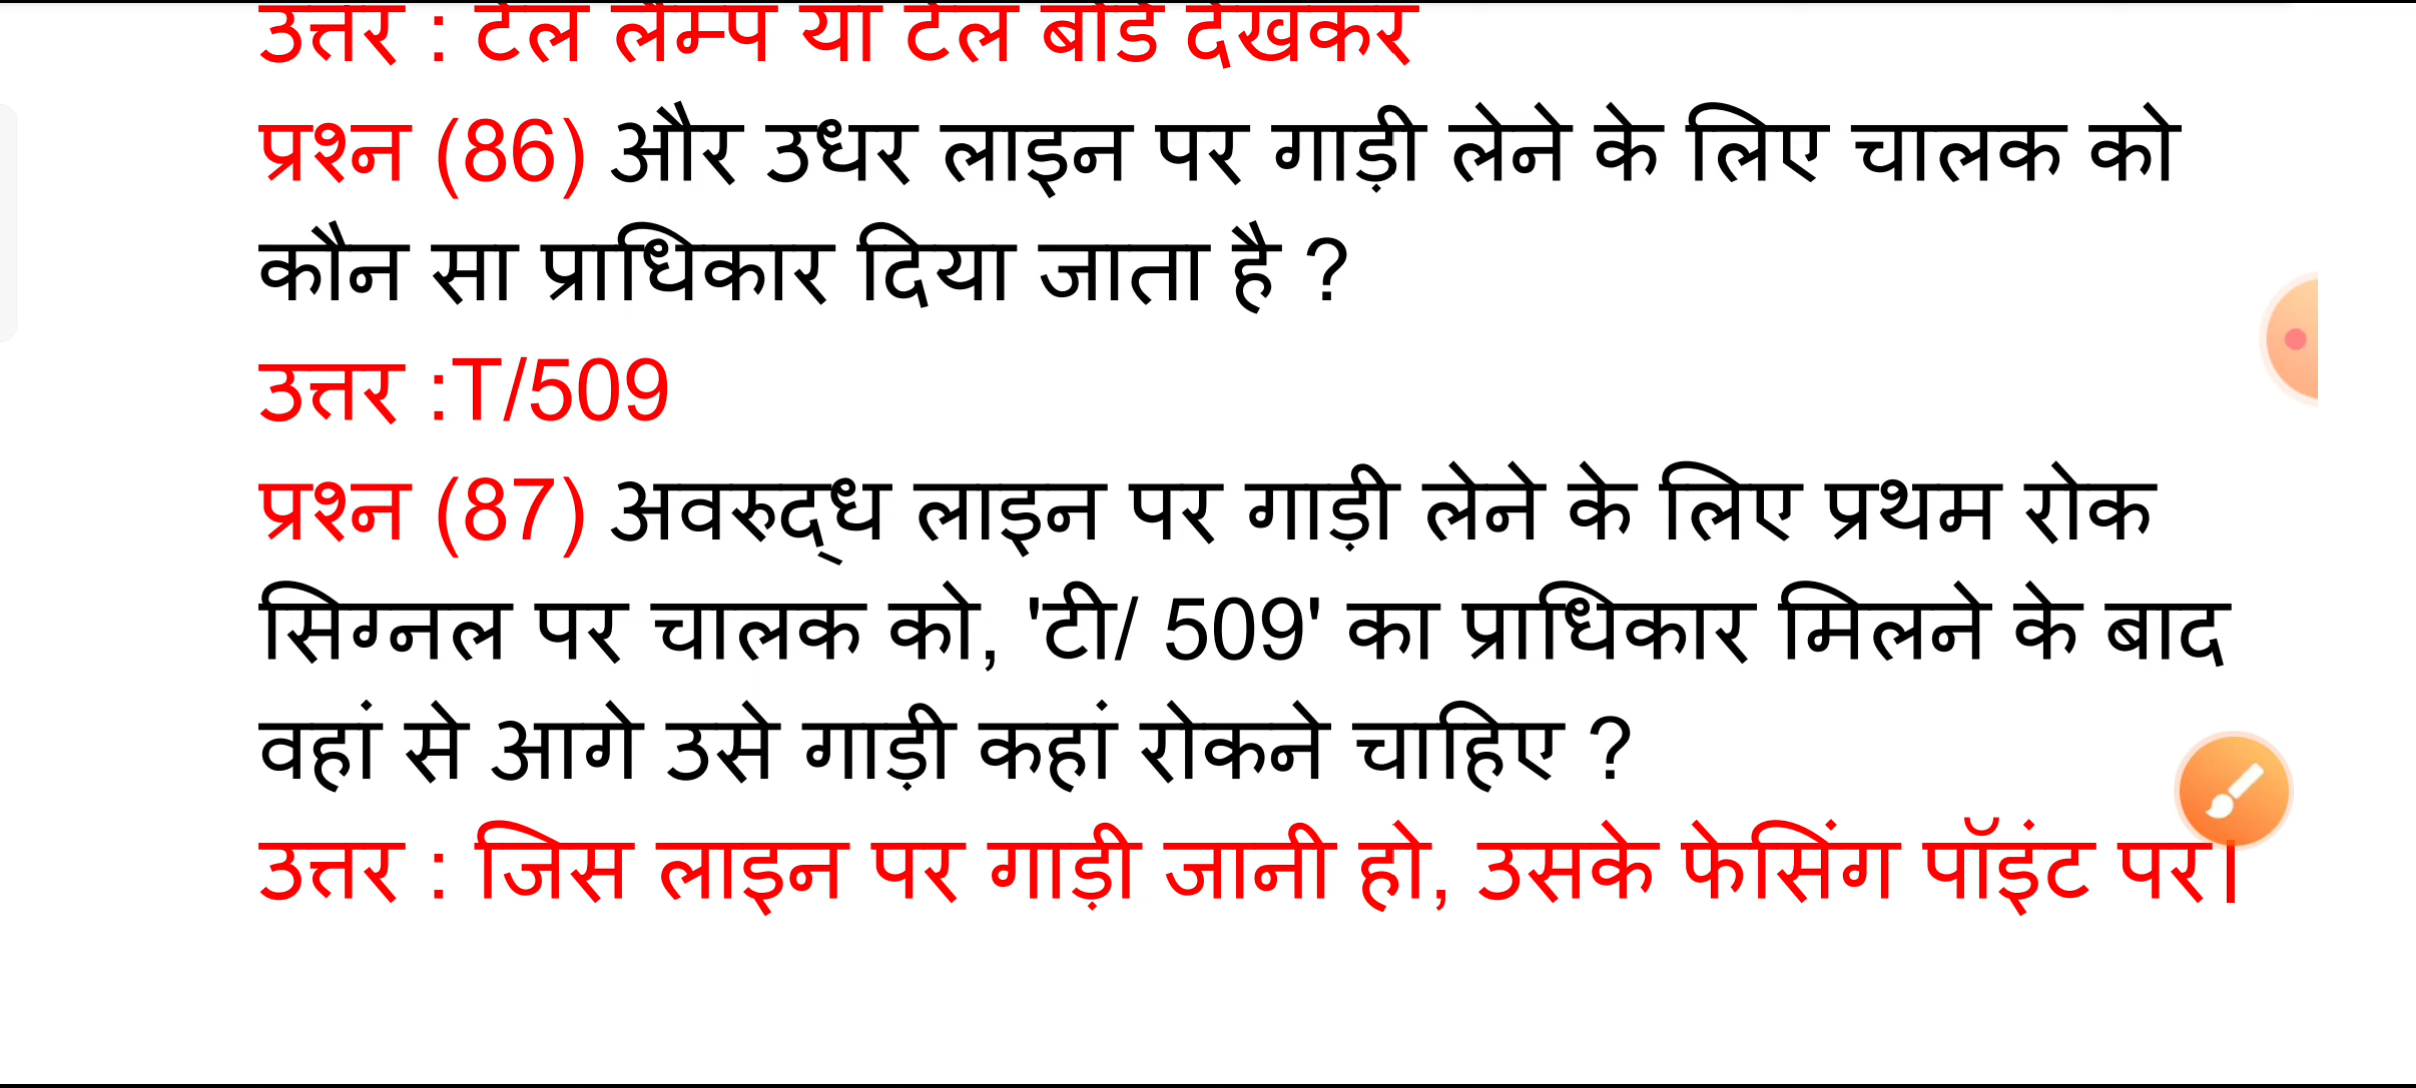 उत्तर : टेल लैम्प या टेल बोर्ड देखकर
प्रश्न (86) और उधर लाइन पर गाड़ी लेने के लिए चालक को
कौन सा प्राधिकार दिया जाता है ?
उत्तर :T/509
प्रश्न (87) अवरुद्ध लाइन पर गाड़ी लेने के लिए प्रथम रोक
सिग्नल पर चालक को, 'टी/ 509' का प्राधिकार मिलने के बाद
वहां से आगे उसे गाड़ी कहां रोकने चाहिए ?
उत्तर : जिस लाइन पर गाड़ी जानी हो, उसके फेसिंग पॉइंट पर।